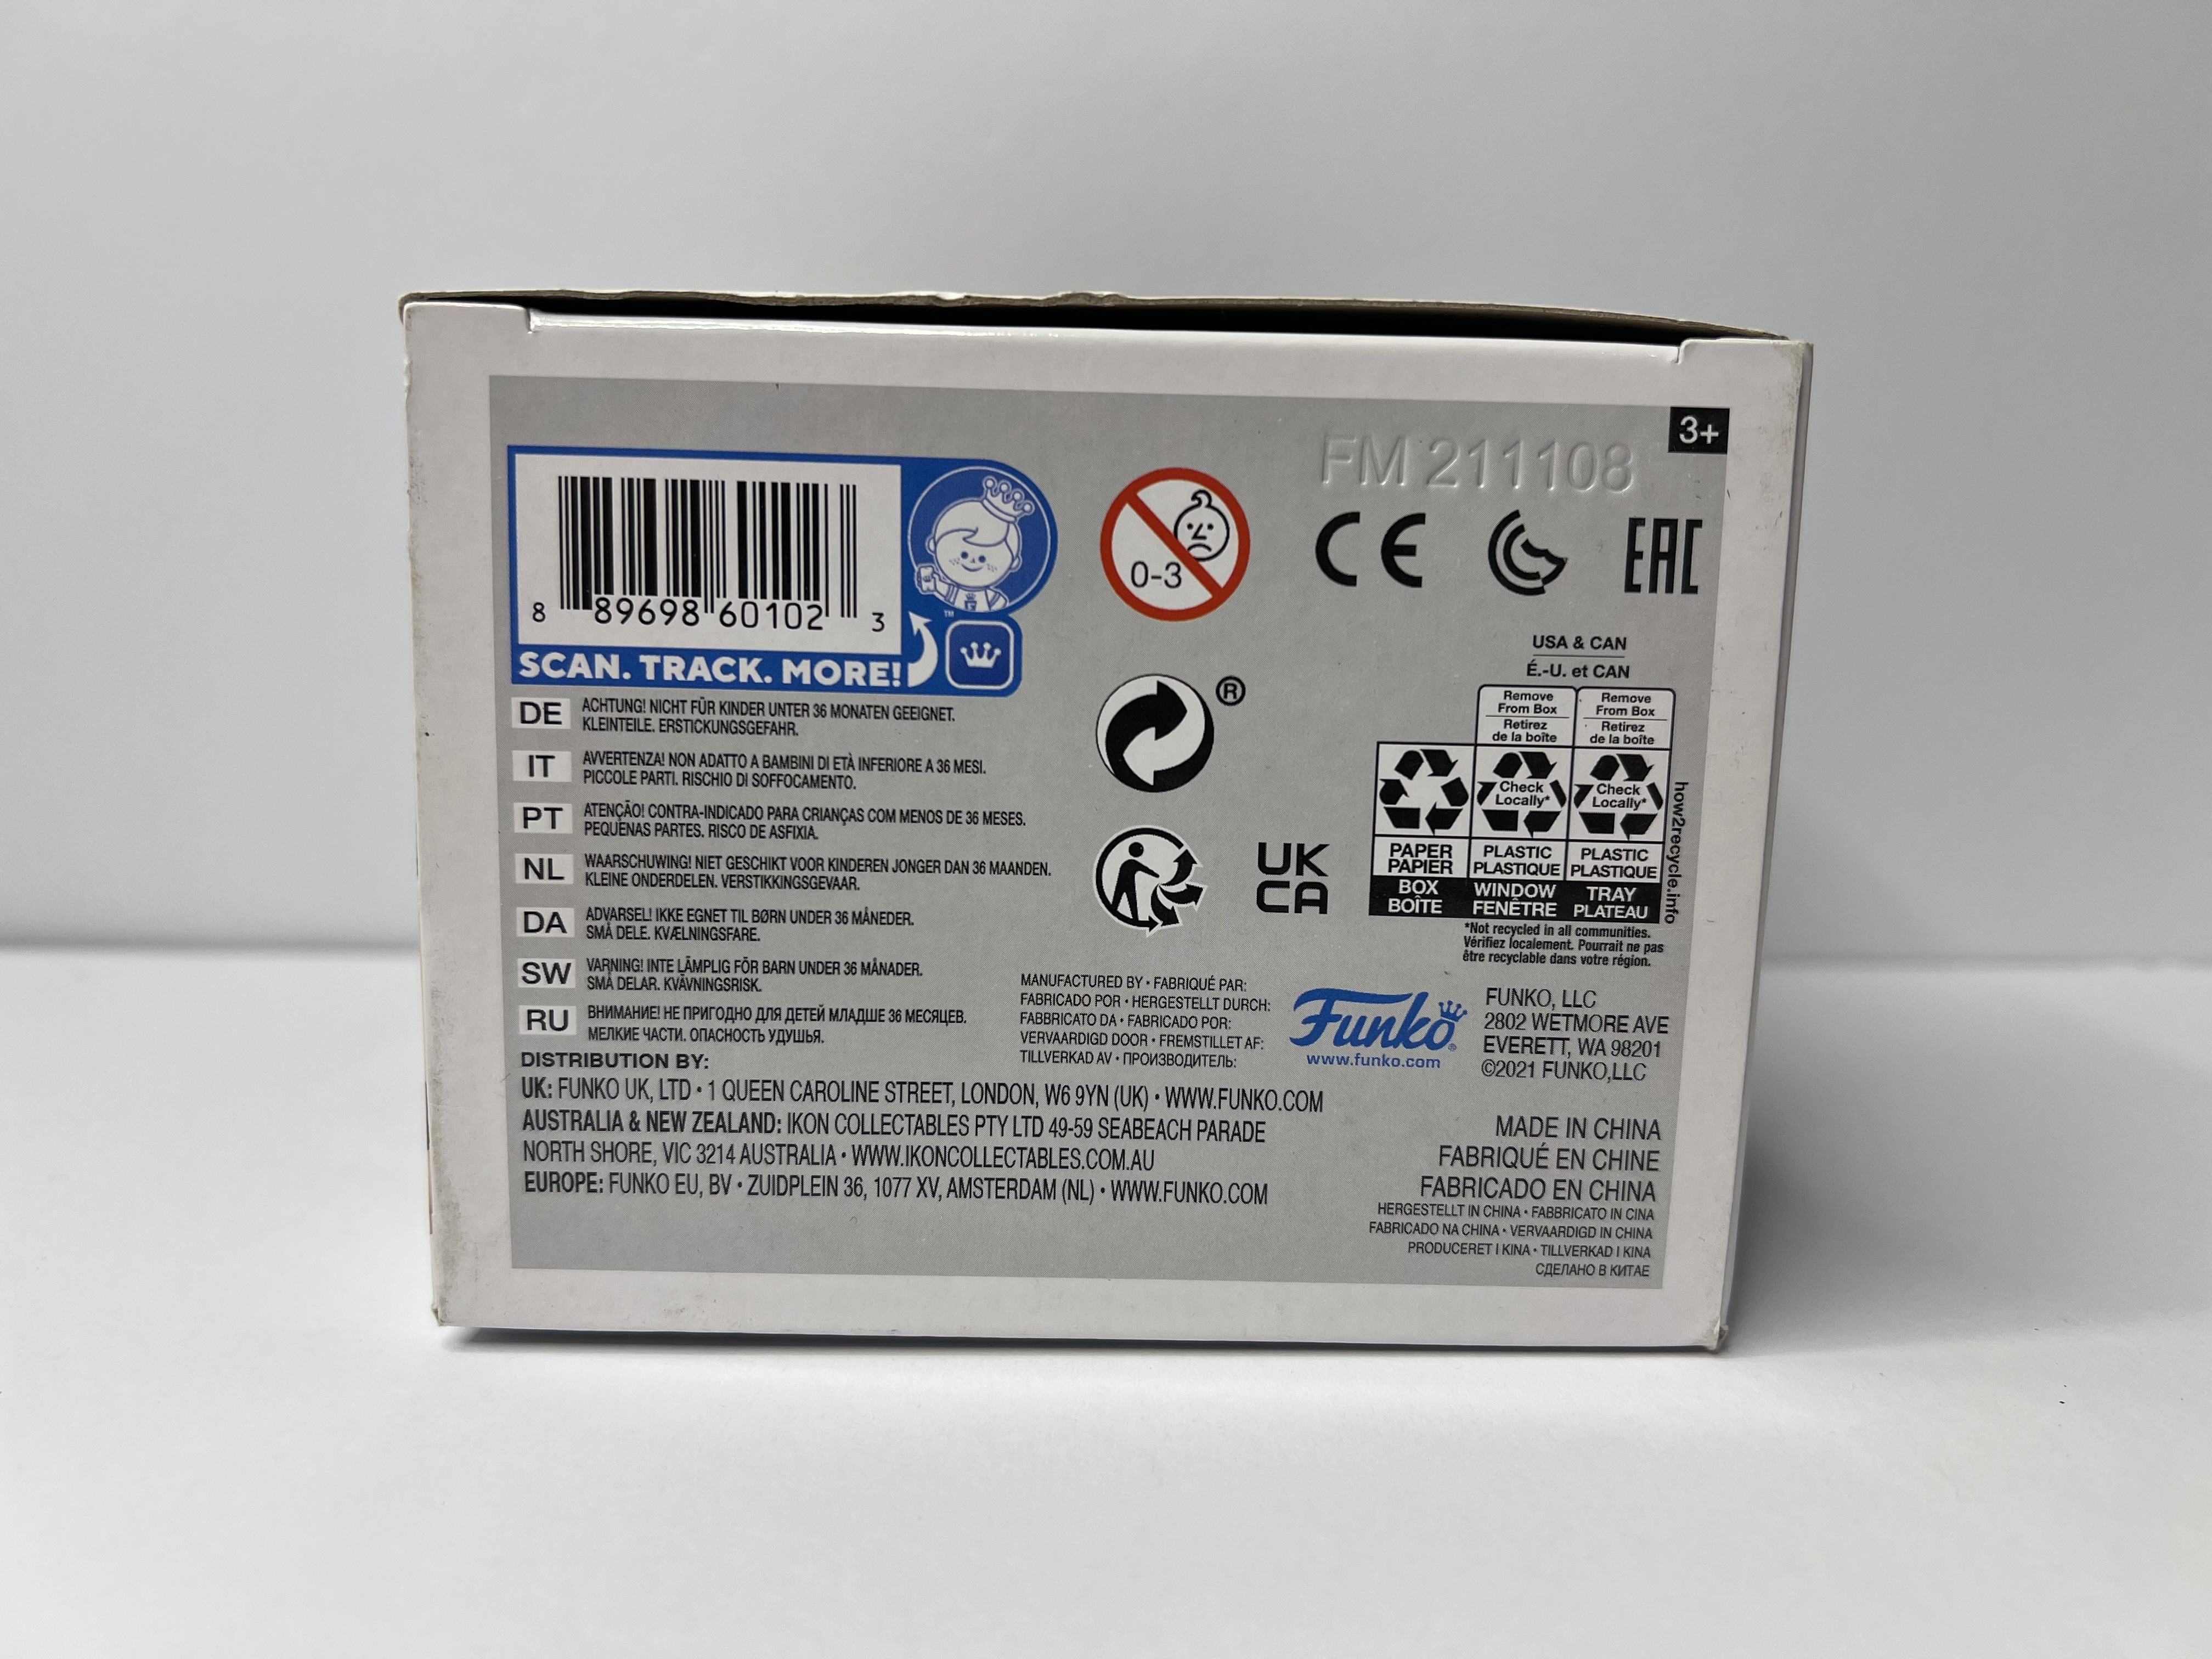 FM 211108
3+
8 89698 60102 3
SCAN. TRACK. MORE!
™
0-3
CE
EAC
DE ACHTUNG! NICHT FÜR KINDER UNTER 36 MONATEN GEEIGNET.
KLEINTEILE. ERSTICKUNGSGEFAHR.
IT AVVERTENZA! NON ADATTO A BAMBINI DI ETÀ INFERIORE A 36 MESI.
PICCOLE PARTI. RISCHIO DI SOFFOCAMENTO.
PT ATENÇÃO! CONTRA-INDICADO PARA CRIANÇAS COM MENOS DE 36 MESES.
PEQUENAS PARTES. RISCO DE ASFIXIA.
NL WAARSCHUWING! NIET GESCHIKT VOOR KINDEREN JONGER DAN 36 MAANDEN.
KLEINE ONDERDELEN. VERSTIKKINGSGEVAAR.
DA ADVARSEL! IKKE EGNET TIL BØRN UNDER 36 MÅNEDER.
SMÅ DELE. KVÆLNINGSFARE.
SW VARNING! INTE LÄMPLIG FÖR BARN UNDER 36 MÅNADER.
SMÅ DELAR. KVÄVNINGSRISK.
RU ВНИМАНИЕ! НЕ ПРИГОДНО ДЛЯ ДЕТЕЙ МЛАДШЕ 36 МЕСЯЦЕВ.
МЕЛКИЕ ЧАСТИ. ОПАСНОСТЬ УДУШЬЯ.
®
UK
CA
USA & CAN
É.-U. et CAN
Remove
From Box
Retirez
de la boîte
Remove
From Box
Retirez
de la boîte
Check
Locally*
Check
Locally*
PAPER
PAPIER
BOX
BOÎTE
PLASTIC
PLASTIQUE
WINDOW
FENÊTRE
PLASTIC
PLASTIQUE
TRAY
PLATEAU
how2recycle.info
*Not recycled in all communities.
Vérifiez localement. Pourrait ne pas
être recyclable dans votre région.
MANUFACTURED BY • FABRIQUÉ PAR:
FABRICADO POR • HERGESTELLT DURCH:
FABBRICATO DA • FABRICADO POR:
VERVAARDIGD DOOR • FREMSTILLET AF:
TILLVERKAD AV • ПРОИЗВОДИТЕЛЬ:
Funko®
www.funko.com
FUNKO, LLC
2802 WETMORE AVE
EVERETT, WA 98201
©2021 FUNKO,LLC
DISTRIBUTION BY:
UK: FUNKO UK, LTD • 1 QUEEN CAROLINE STREET, LONDON, W6 9YN (UK) • WWW.FUNKO.COM
AUSTRALIA & NEW ZEALAND: IKON COLLECTABLES PTY LTD 49-59 SEABEACH PARADE
NORTH SHORE, VIC 3214 AUSTRALIA • WWW.IKONCOLLECTABLES.COM.AU
EUROPE: FUNKO EU, BV • ZUIDPLEIN 36, 1077 XV, AMSTERDAM (NL) • WWW.FUNKO.COM
MADE IN CHINA
FABRIQUÉ EN CHINE
FABRICADO EN CHINA
HERGESTELLT IN CHINA • FABBRICATO IN CINA
FABRICADO NA CHINA • VERVAARDIGD IN CHINA
PRODUCERET I KINA • TILLVERKAD I KINA
СДЕЛАНО В КИТАЕ